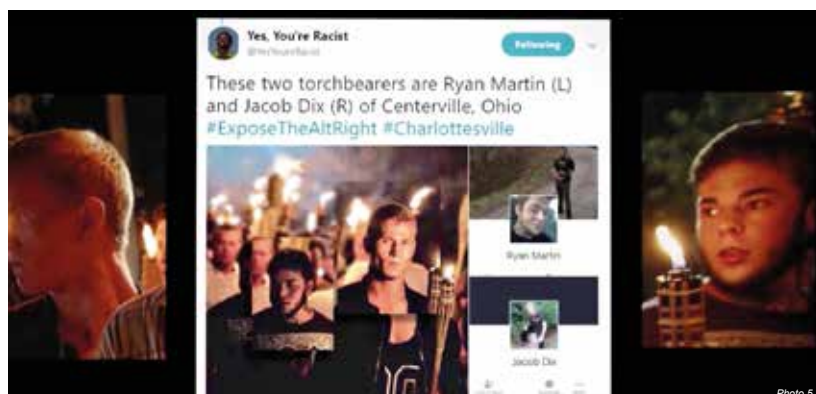 Yes, You're Racist
@YesYoureRacist
Following
These two torchbearers are Ryan Martin (L)
and Jacob Dix (R) of Centerville, Ohio
#ExposeTheAltRight #Charlottesville
Ryan Martin
Jacob Dix
Photo 5